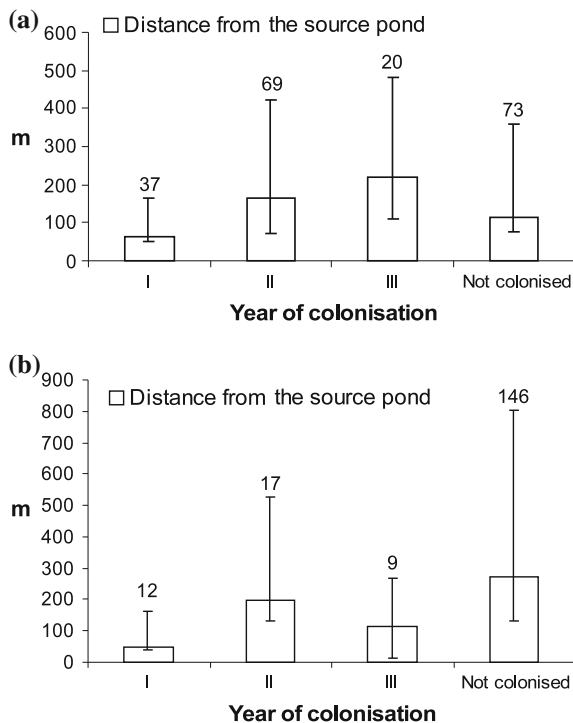 (a)
Distance from the source pond
600
500
400
300
200
100
0
m
37
69
20
73
I
II
III
Not colonised
Year of colonisation
(b)
Distance from the source pond
900
800
700
600
500
400
300
200
100
0
m
12
17
9
146
I
II
III
Not colonised
Year of colonisation